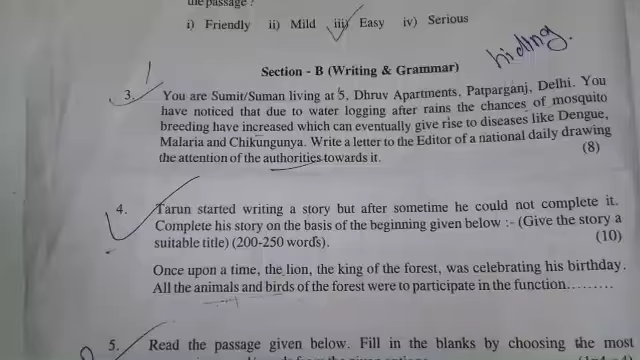 the passage ?
i) Friendly ii) Mild iii) Easy iv) Serious
hiding.
Section - B (Writing & Grammar)
3. You are Sumit/Suman living at 5, Dhruv Apartments, Patparganj, Delhi. You
have noticed that due to water logging after rains the chances of mosquito
breeding have increased which can eventually give rise to diseases like Dengue,
Malaria and Chikungunya. Write a letter to the Editor of a national daily drawing
the attention of the authorities towards it. (8)
4. Tarun started writing a story but after sometime he could not complete it.
Complete his story on the basis of the beginning given below :- (Give the story a
suitable title) (200-250 words). (10)
Once upon a time, the lion, the king of the forest, was celebrating his birthday.
All the animals and birds of the forest were to participate in the function.........
5. Read the passage given below. Fill in the blanks by choosing the most